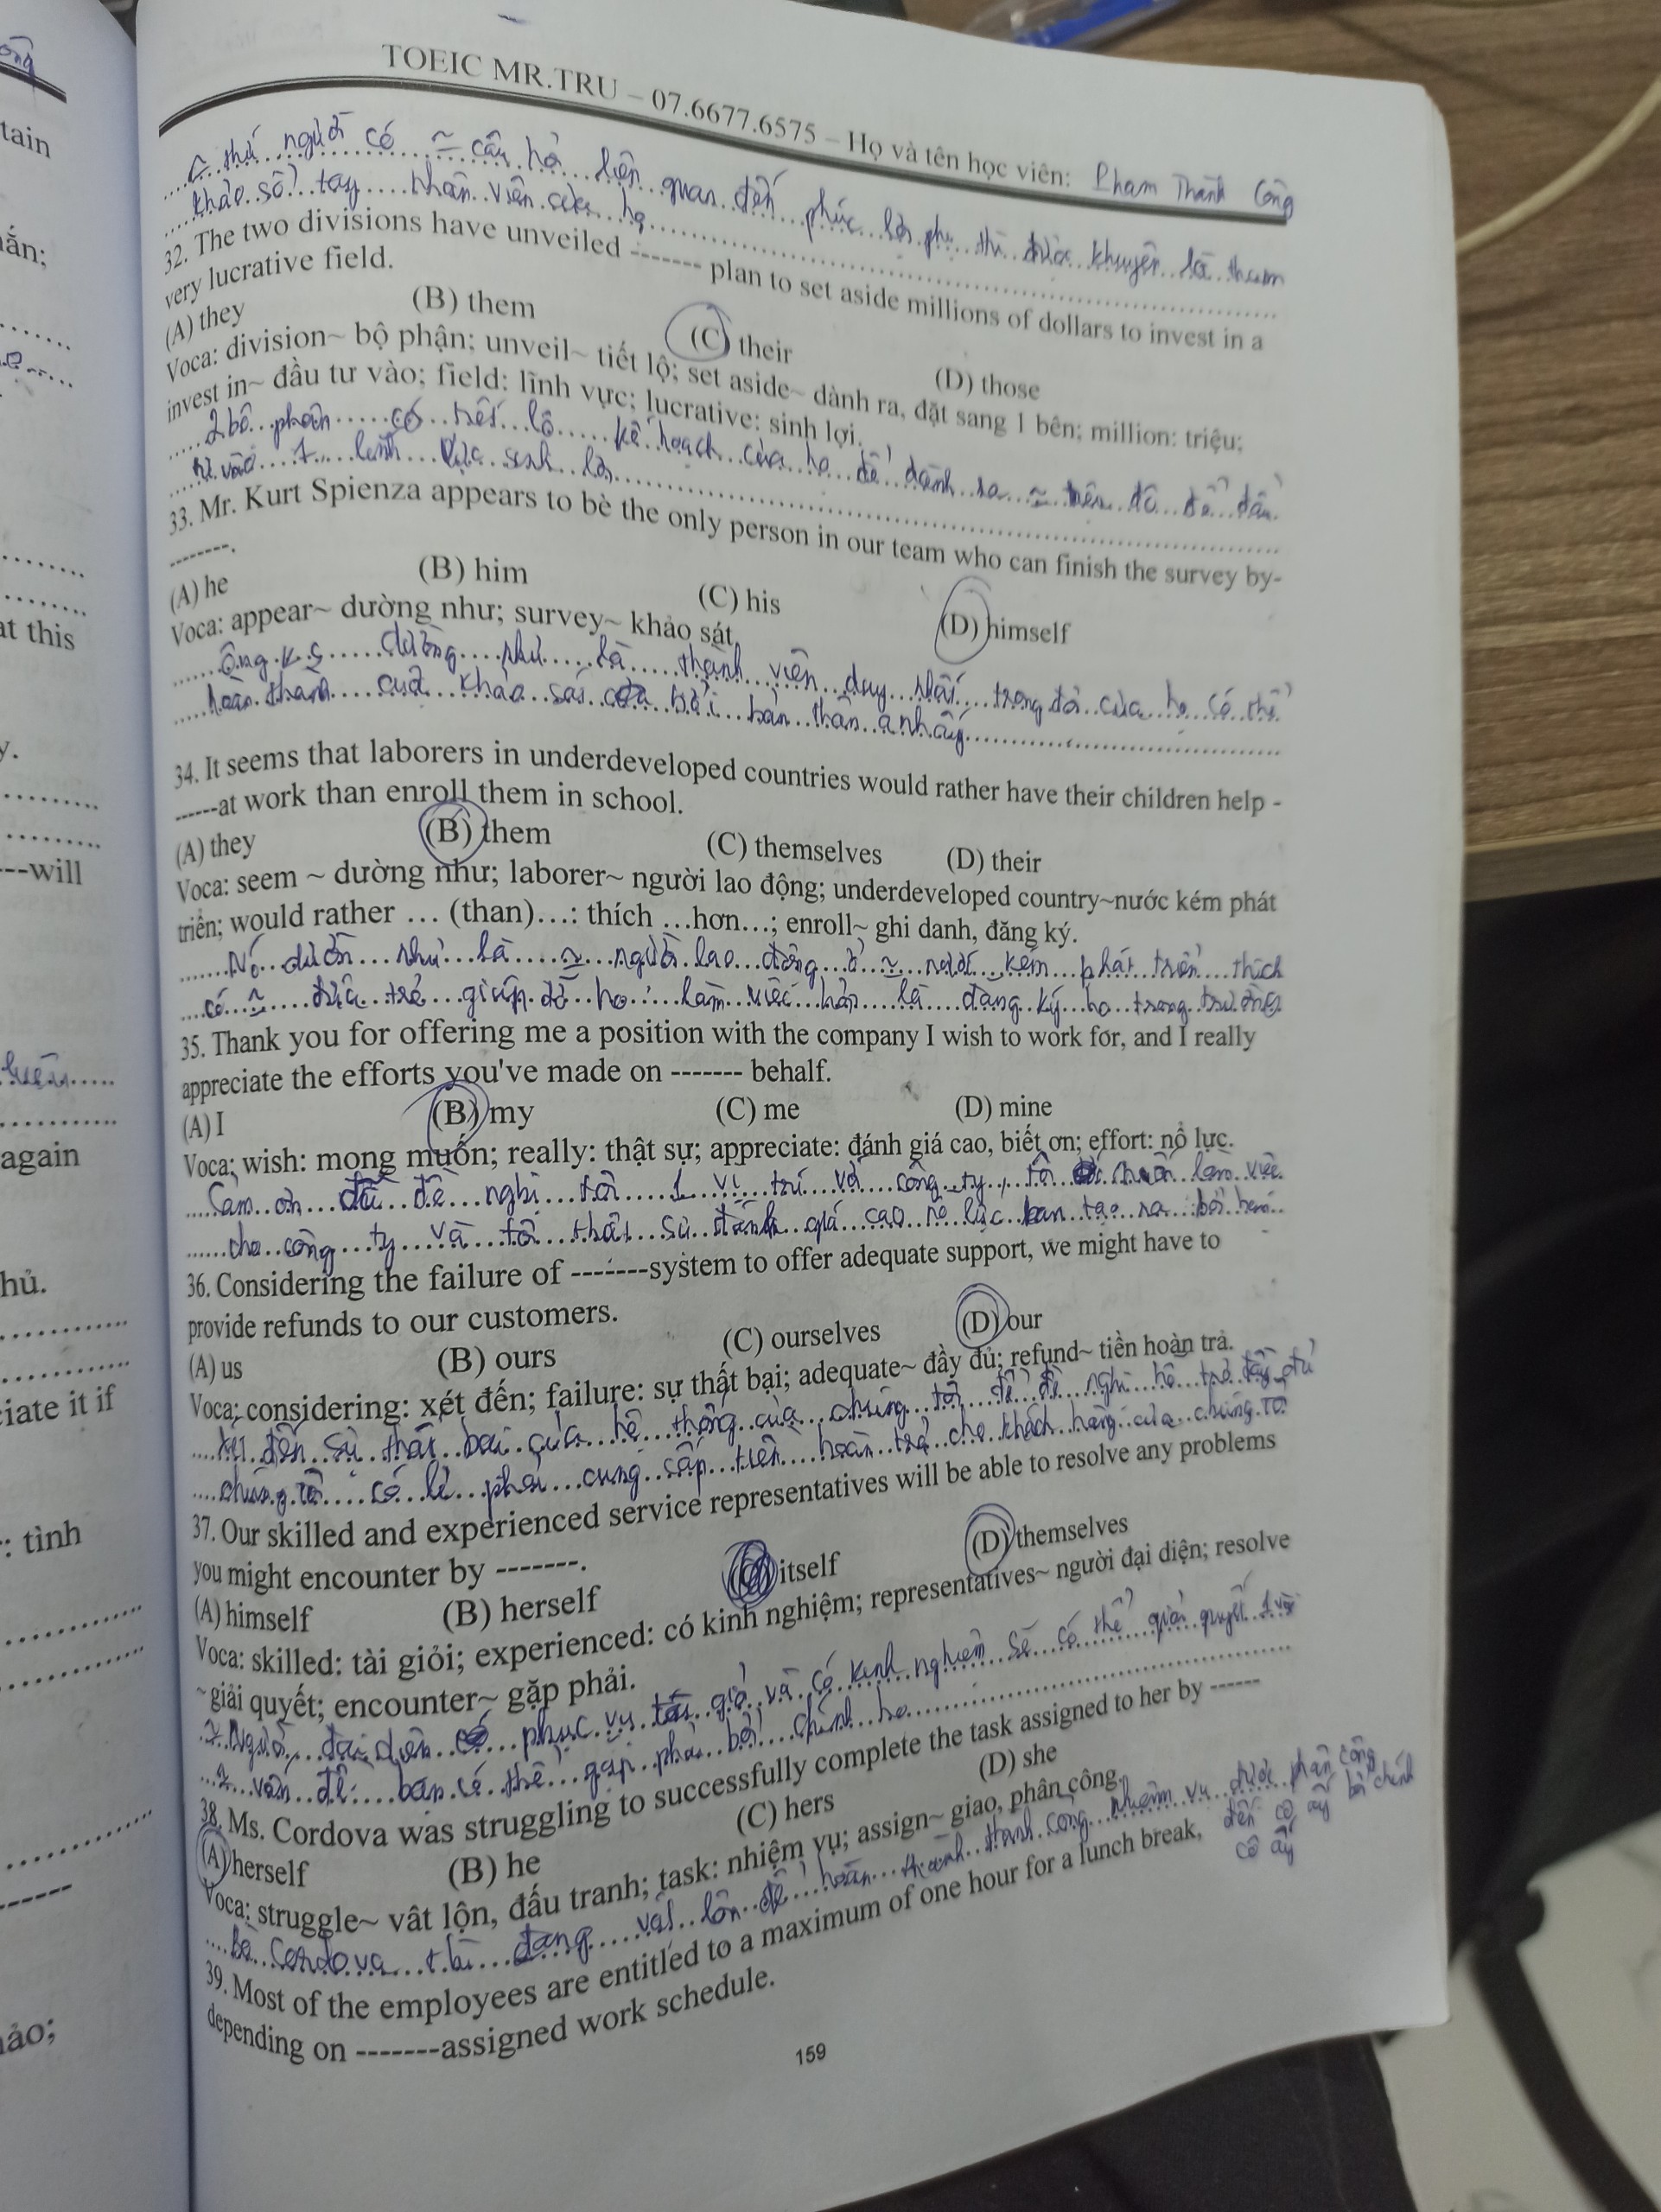 TOEIC MR.TRU – 07.6677.6575 – Họ và tên học viên: Phạm Thành Công
người có ~ câu hỏi liên quan đến phúc lợi phụ thì được khuyên là tham
khảo sổ tay nhân viên của họ
32. The two divisions have unveiled ------- plan to set aside millions of dollars to invest in a
very lucrative field.
(A) they (B) them (C) their (D) those
Voca: division~ bộ phận; unveil~ tiết lộ; set aside~ dành ra, đặt sang 1 bên; million: triệu;
invest in~ đầu tư vào; field: lĩnh vực; lucrative: sinh lợi.
2 bộ phận có tiết lộ kế hoạch của họ để dành ra ~ đô để đầu
tư vào 1 lĩnh vực sinh lợi
33. Mr. Kurt Spienza appears to bè the only person in our team who can finish the survey by-
-------.
(A) he (B) him (C) his (D) himself
Voca: appear~ dường như; survey~ khảo sát.
ông K.S dường như là thành viên duy nhất trong đội của họ có thể
hoàn thành cuộc khảo sát bởi bản thân anh ấy
34. It seems that laborers in underdeveloped countries would rather have their children help -
------at work than enroll them in school.
(A) they (B) them (C) themselves (D) their
Voca: seem ~ dường như; laborer~ người lao động; underdeveloped country~nước kém phát
triển; would rather … (than)…: thích …hơn…; enroll~ ghi danh, đăng ký.
Nó dườn như là ~ người lao động ở ~ kém phát triển thích
có ~ đứa trẻ giúp đỡ họ làm việc hơn là đăng ký họ trong trường
35. Thank you for offering me a position with the company I wish to work for, and I really
appreciate the efforts you've made on ------- behalf.
(A) I (B) my (C) me (D) mine
Voca: wish: mong muốn; really: thật sự; appreciate: đánh giá cao, biết ơn; effort: nỗ lực.
Cảm ơn đề nghị tôi 1 vị trí với công ty, tôi muốn làm việc
cho công ty và tôi thật sự đánh giá cao nỗ lực bạn tạo ra bởi
36. Considering the failure of -------system to offer adequate support, we might have to
provide refunds to our customers.
(A) us (B) ours (C) ourselves (D) our
Voca: considering: xét đến; failure: sự thất bại; adequate~ đầy đủ; refund~ tiền hoàn trả.
xét đến sự thất bại của hệ thống của chúng tôi để đề nghị hỗ trợ đầy đủ
chúng tôi có lẽ phải cung cấp tiền hoàn trả cho khách hàng của chúng tôi
37. Our skilled and experienced service representatives will be able to resolve any problems
you might encounter by -------.
(A) himself (B) herself (C) itself (D) themselves
Voca: skilled: tài giỏi; experienced: có kinh nghiệm; representatives~ người đại diện; resolve
~ giải quyết; encounter~ gặp phải.
~ Người đại diện phục vụ tài giỏi và có kinh nghiệm sẽ có thể giải quyết
~ vấn đề bạn có thể gặp phải bởi chính họ
38. Ms. Cordova was struggling to successfully complete the task assigned to her by ------
(A) herself (B) he (C) hers (D) she
Voca: struggle~ vật lộn, đấu tranh; task: nhiệm vụ; assign~ giao, phân công.
Bà Cordova thì đang vật lộn để hoàn thành thành công nhiệm vụ được phân công
đến cô ấy bởi chính
cô ấy
39. Most of the employees are entitled to a maximum of one hour for a lunch break,
depending on -------assigned work schedule.
159
tain
ắn;
at this
y.
---will
again
hủ.
ciate it if
: tình
ảo;